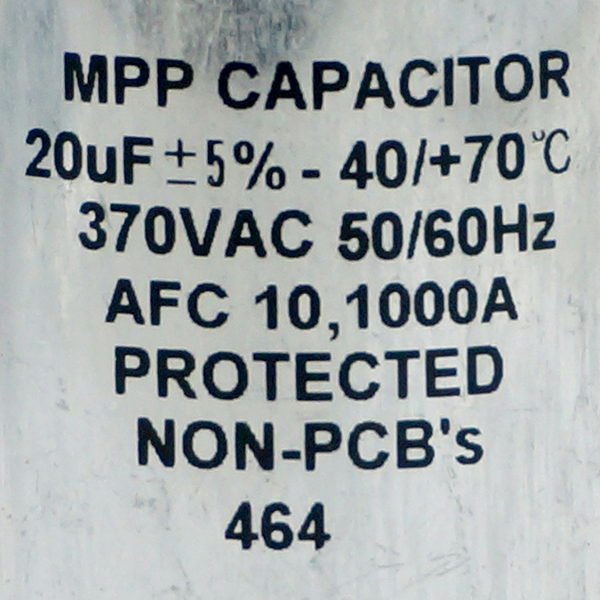 MPP CAPACITOR
20uF ±5% - 40/+70℃
370VAC 50/60Hz
AFC 10,1000A
PROTECTED
NON-PCB's
464